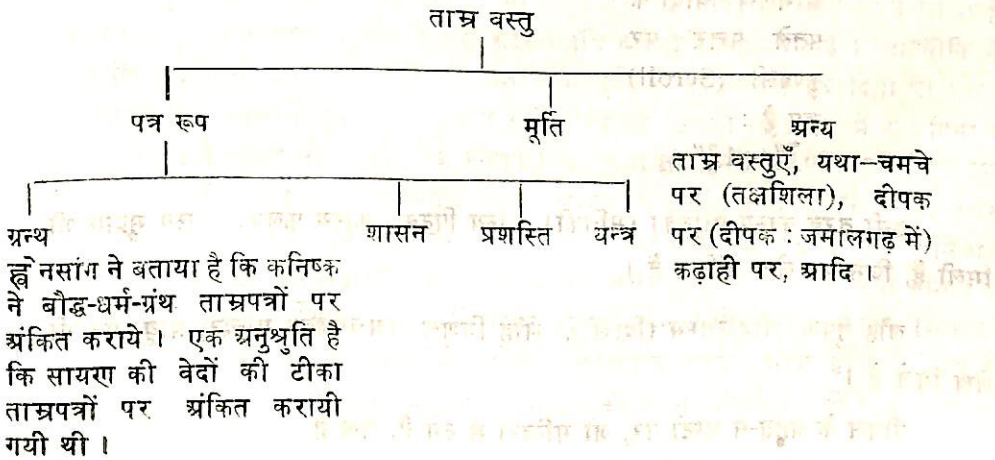 ताम्र वस्तु
पत्र रूप
मूर्ति
अन्य
ताम्र वस्तुएँ, यथा–चमचे
पर (तक्षशिला), दीपक
पर (दीपक : जमालगढ़ में)
कढ़ाही पर, आदि ।
ग्रन्थ
शासन
प्रशस्ति
यन्त्र
ह्वेनसांग ने बताया है कि कनिष्क
ने बौद्ध-धर्म-ग्रंथ ताम्रपत्रों पर
अंकित कराये । एक अनुश्रुति है
कि सायण की वेदों की टीका
ताम्रपत्रों पर अंकित करायी
गयी थी ।